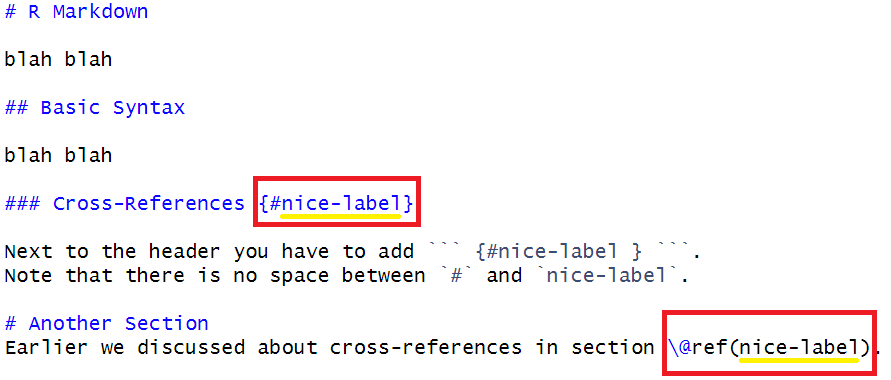 # R Markdown
blah blah
## Basic Syntax
blah blah
### Cross-References {#nice-label}
Next to the header you have to add ``` {#nice-label } ```.
Note that there is no space between `#` and `nice-label`.
# Another Section
Earlier we discussed about cross-references in section \@ref(nice-label).